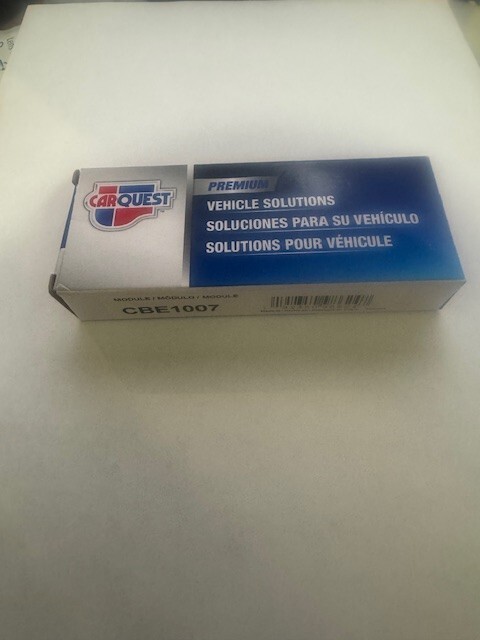 CARQUEST
PREMIUM
VEHICLE SOLUTIONS
SOLUCIONES PARA SU VEHÍCULO
SOLUTIONS POUR VÉHICULE
MODULE / MÓDULO / MODULE
CBE1007